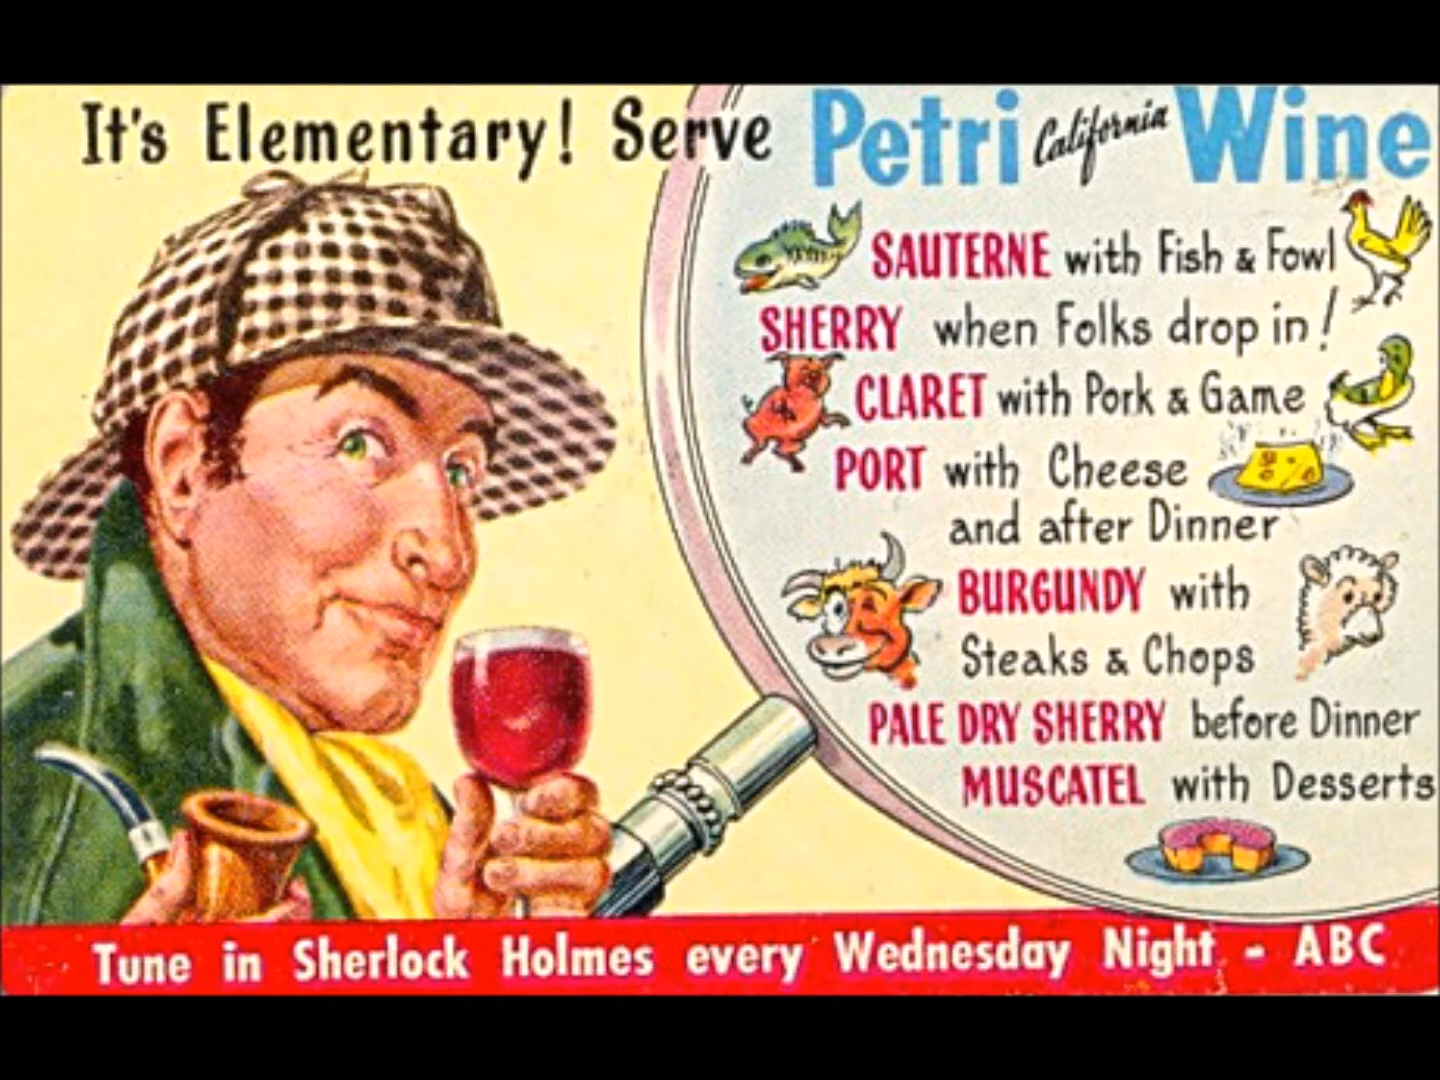 It's Elementary! Serve Petri California Wine
SAUTERNE with Fish & Fowl
SHERRY when Folks drop in!
CLARET with Pork & Game
PORT with Cheese
and after Dinner
BURGUNDY with
Steaks & Chops
PALE DRY SHERRY before Dinner
MUSCATEL with Desserts
Tune in Sherlock Holmes every Wednesday Night - ABC